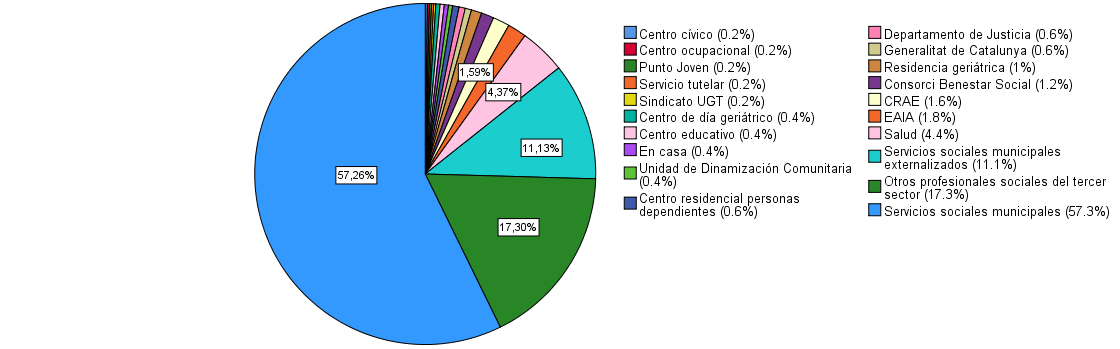 1,59%
4,37%
11,13%
57,26%
17,30%
Centro cívico (0.2%)
Centro ocupacional (0.2%)
Punto Joven (0.2%)
Servicio tutelar (0.2%)
Sindicato UGT (0.2%)
Centro de día geriátrico (0.4%)
Centro educativo (0.4%)
En casa (0.4%)
Unidad de Dinamización Comunitaria
(0.4%)
Centro residencial personas
dependientes (0.6%)
Departamento de Justicia (0.6%)
Generalitat de Catalunya (0.6%)
Residencia geriátrica (1%)
Consorci Benestar Social (1.2%)
CRAE (1.6%)
EAIA (1.8%)
Salud (4.4%)
Servicios sociales municipales
externalizados (11.1%)
Otros profesionales sociales del tercer
sector (17.3%)
Servicios sociales municipales (57.3%)